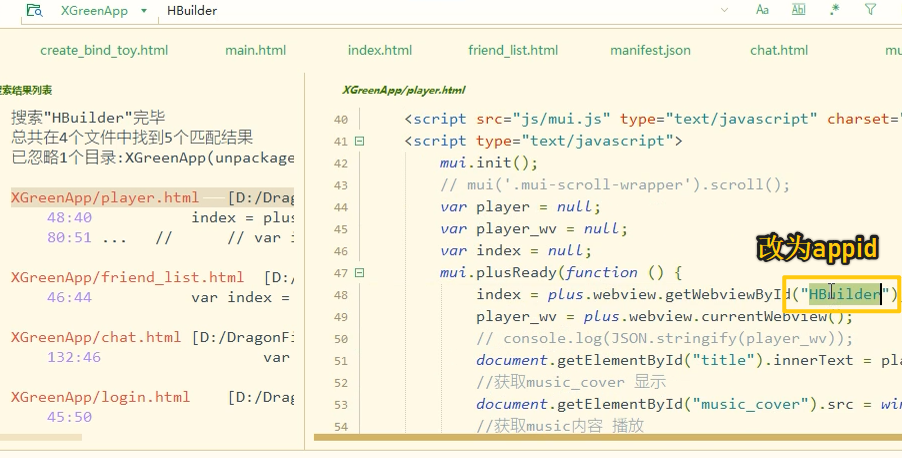 XGreenApp HBuilder Aa Ab .*
create_bind_toy.html main.html index.html friend_list.html manifest.json chat.html mu
索结果列表
搜索"HBuilder"完毕
总共在4个文件中找到5个匹配结果
已忽略1个目录:XGreenApp(unpackage
XGreenApp/player.html [D:/Drag
48:40 index = plus
80:51 ... // // var i
XGreenApp/friend_list.html [D:/
46:44 var index =
XGreenApp/chat.html [D:/DragonFi
132:46 var
XGreenApp/login.html [D:/Drag
45:50
XGreenApp/player.html
40 <script src="js/mui.js" type="text/javascript" charset="
41 <script type="text/javascript">
42 mui.init();
43 // mui('.mui-scroll-wrapper').scroll();
44 var player = null;
45 var player_wv = null;
46 var index = null;
47 mui.plusReady(function () {
改为appid
48 index = plus.webview.getWebviewById("HBuilder")
49 player_wv = plus.webview.currentWebview();
50 // console.log(JSON.stringify(player_wv));
51 document.getElementById("title").innerText = pla
52 //获取music_cover 显示
53 document.getElementById("music_cover").src = win
54 //获取music内容 播放